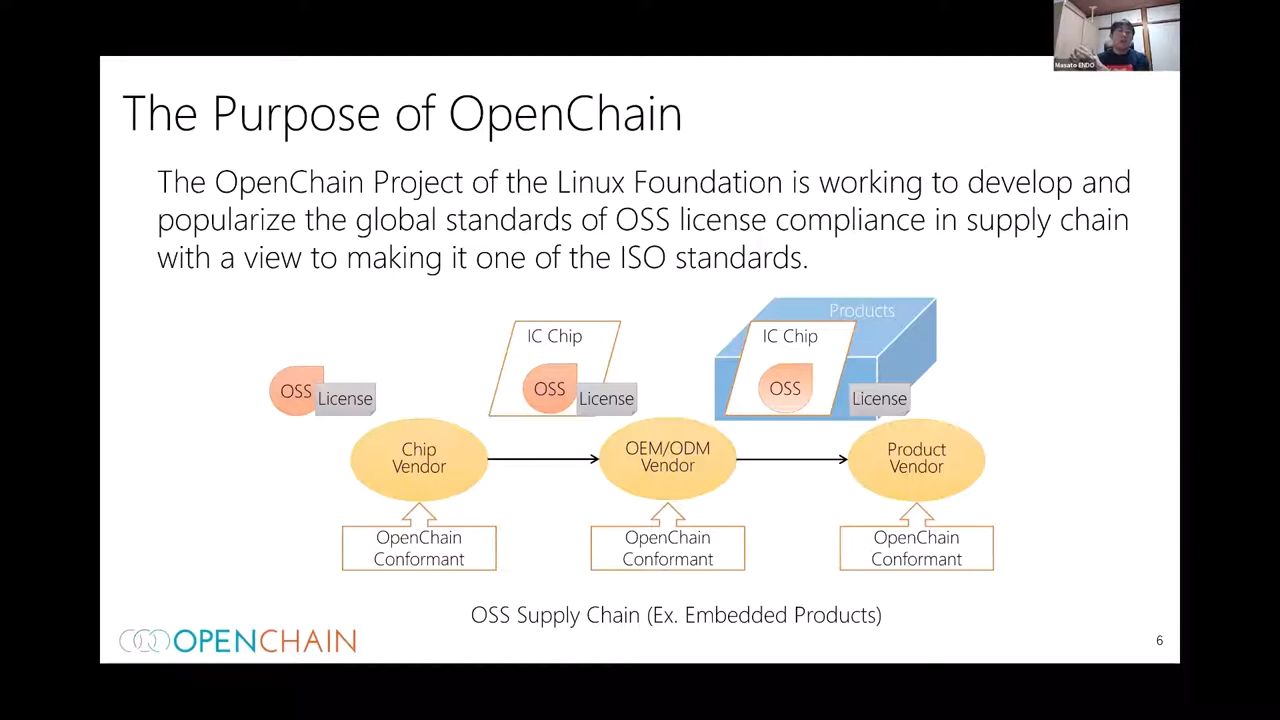 Masato ENDO
The Purpose of OpenChain
The OpenChain Project of the Linux Foundation is working to develop and
popularize the global standards of OSS license compliance in supply chain
with a view to making it one of the ISO standards.
Products
IC Chip
IC Chip
OSS
License
OSS
License
OSS
License
Chip
Vendor
OEM/ODM
Vendor
Product
Vendor
OpenChain
Conformant
OpenChain
Conformant
OpenChain
Conformant
OSS Supply Chain (Ex. Embedded Products)
OPENCHAIN
6